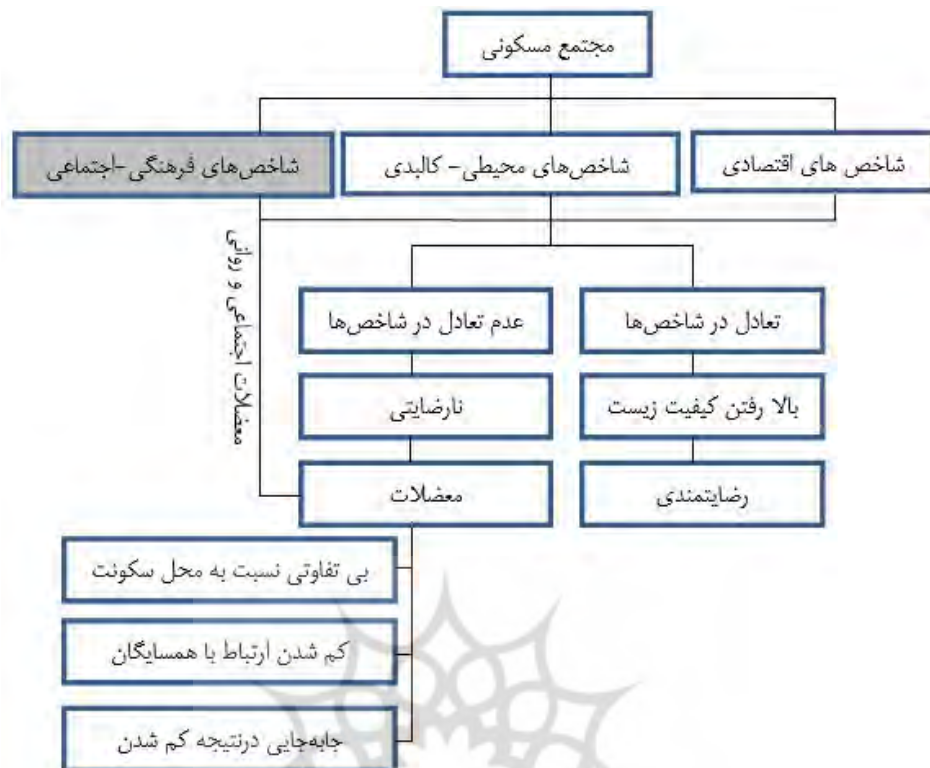 مجتمع مسکونی
شاخص های اقتصادی
شاخص‌های محیطی- کالبدی
شاخص‌های فرهنگی-اجتماعی
معضلات اجتماعی و روانی
تعادل در شاخص‌ها
عدم تعادل در شاخص‌ها
بالا رفتن کیفیت زیست
نارضایتی
رضایتمندی
معضلات
بی تفاوتی نسبت به محل سکونت
کم شدن ارتباط با همسایگان
جابه‌جایی درنتیجه کم شدن